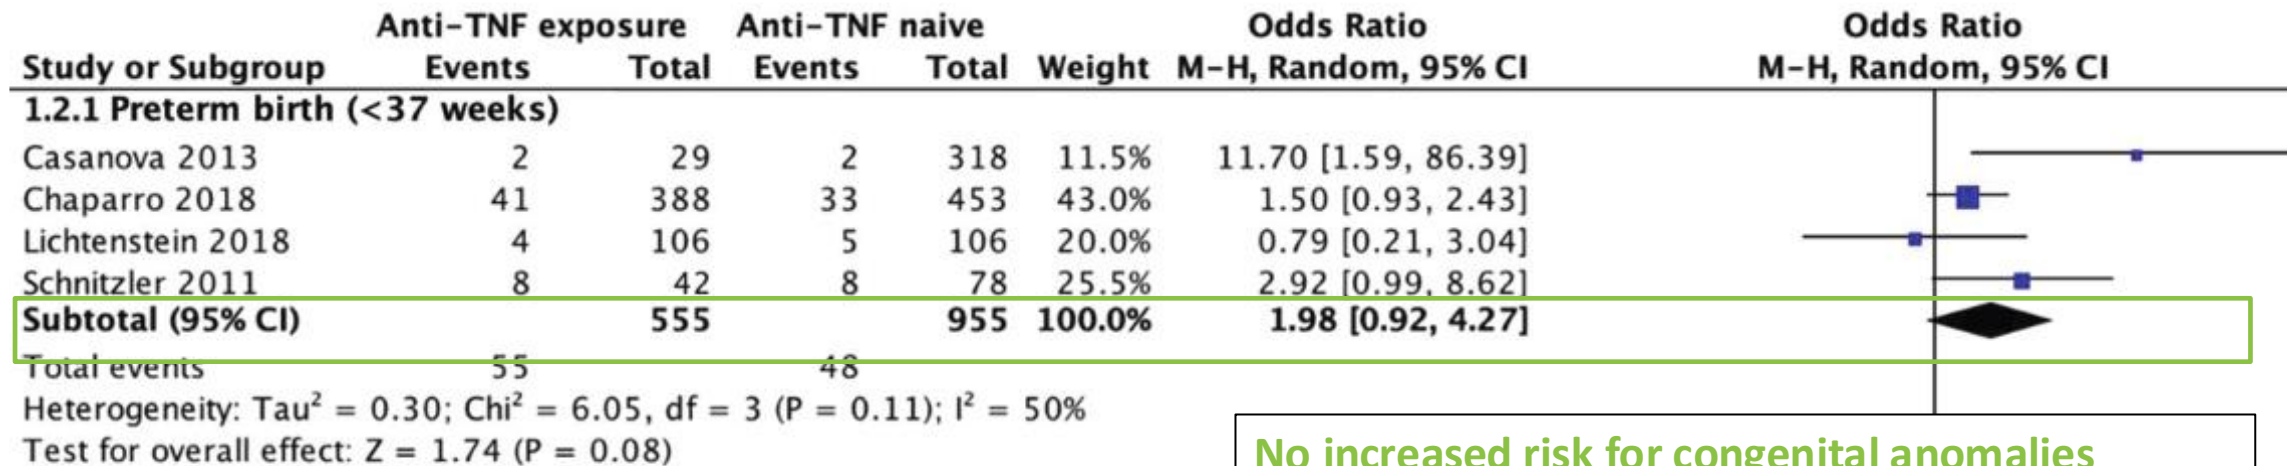 Anti-TNF exposure Anti-TNF naive Odds Ratio Odds Ratio
Study or Subgroup Events Total Events Total Weight M-H, Random, 95% CI M-H, Random, 95% CI
1.2.1 Preterm birth (<37 weeks)
Casanova 2013 2 29 2 318 11.5% 11.70 [1.59, 86.39]
Chaparro 2018 41 388 33 453 43.0% 1.50 [0.93, 2.43]
Lichtenstein 2018 4 106 5 106 20.0% 0.79 [0.21, 3.04]
Schnitzler 2011 8 42 8 78 25.5% 2.92 [0.99, 8.62]
Subtotal (95% CI) 555 955 100.0% 1.98 [0.92, 4.27]
Total events 55 48
Heterogeneity: Tau² = 0.30; Chi² = 6.05, df = 3 (P = 0.11); I² = 50%
Test for overall effect: Z = 1.74 (P = 0.08)
No increased risk for congenital anomalies